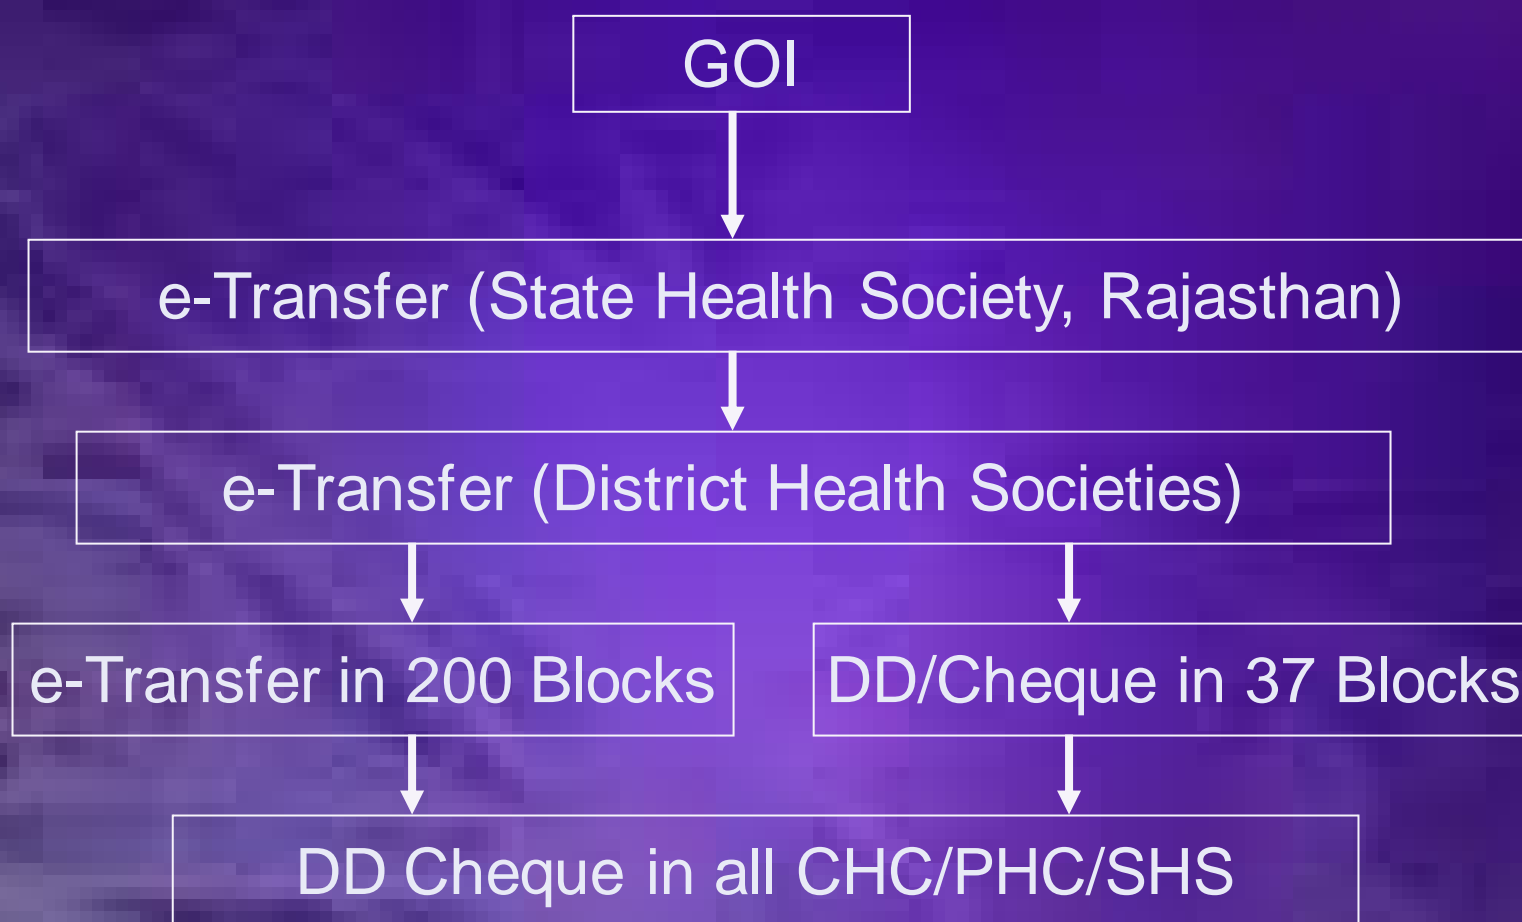 GOI
e-Transfer (State Health Society, Rajasthan)
e-Transfer (District Health Societies)
e-Transfer in 200 Blocks
DD/Cheque in 37 Blocks
DD Cheque in all CHC/PHC/SHS